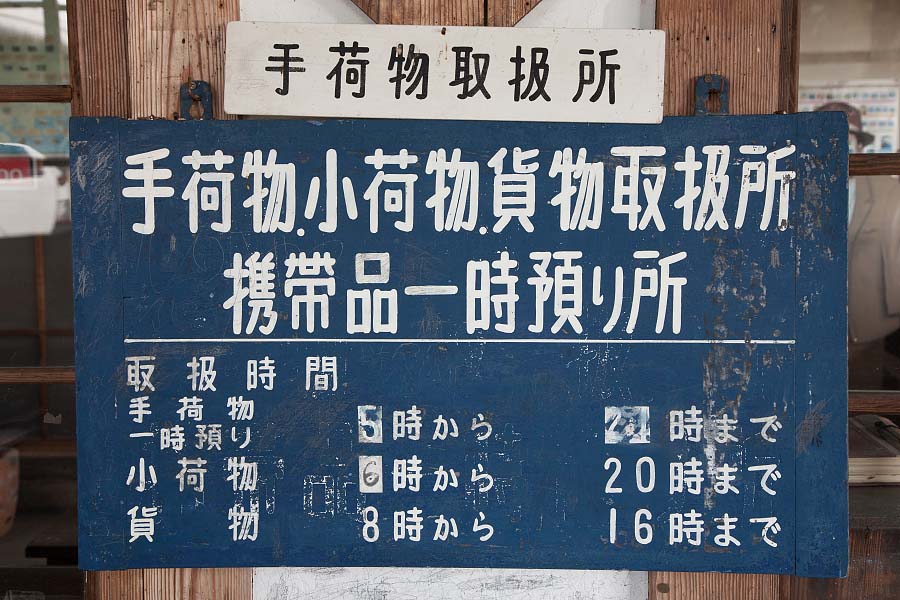 手荷物取扱所
手荷物.小荷物.貨物取扱所
携帯品一時預り所
取扱時間
手荷物
一時預り 5時から 時まで
小荷物 6時から 20時まで
貨物 8時から 16時まで